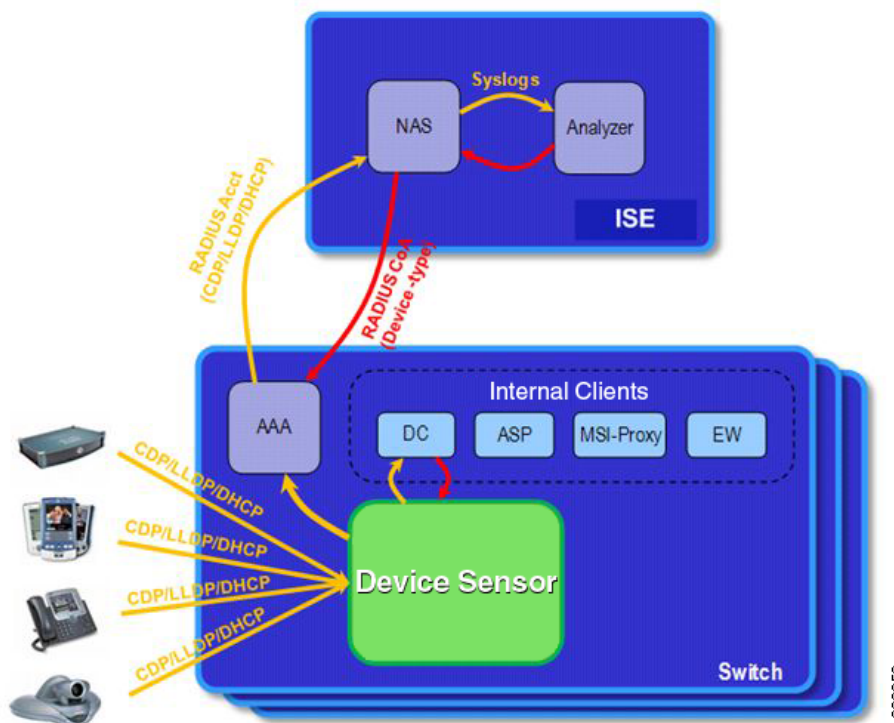 Syslogs
NAS
Analyzer
ISE
RADIUS Acct
(CDP/LLDP/DHCP)
RADIUS CoA
(Device -type)
Internal Clients
AAA
DC
ASP
MSI-Proxy
EW
CDP/LLDP/DHCP
CDP/LLDP/DHCP
CDP/LLDP/DHCP
CDP/LLDP/DHCP
Device Sensor
Switch